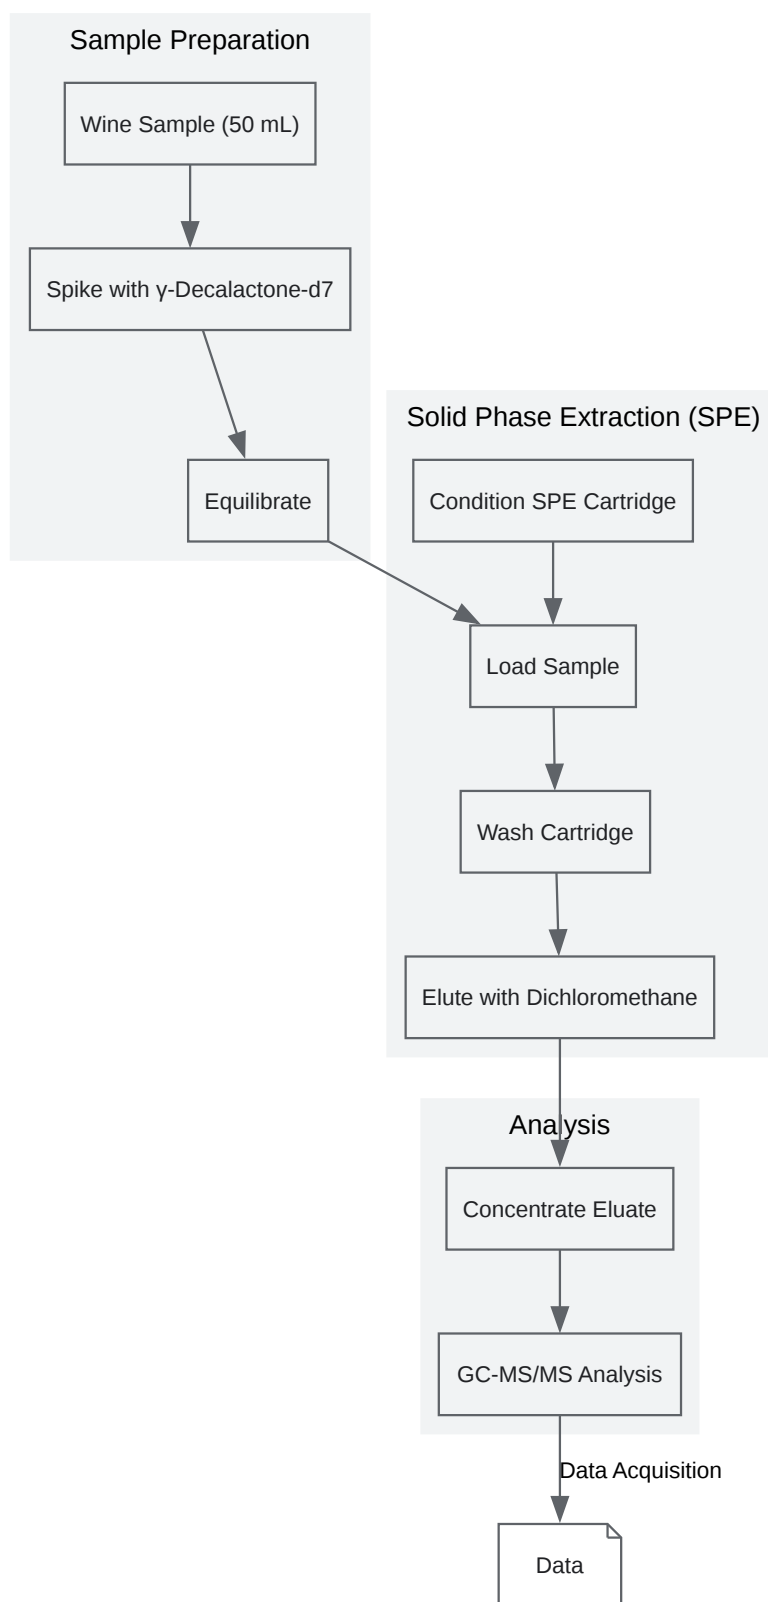 Sample Preparation
Wine Sample (50 mL)
Spike with γ-Decalactone-d7
Equilibrate
Solid Phase Extraction (SPE)
Condition SPE Cartridge
Load Sample
Wash Cartridge
Elute with Dichloromethane
Analysis
Concentrate Eluate
GC-MS/MS Analysis
Data Acquisition
Data